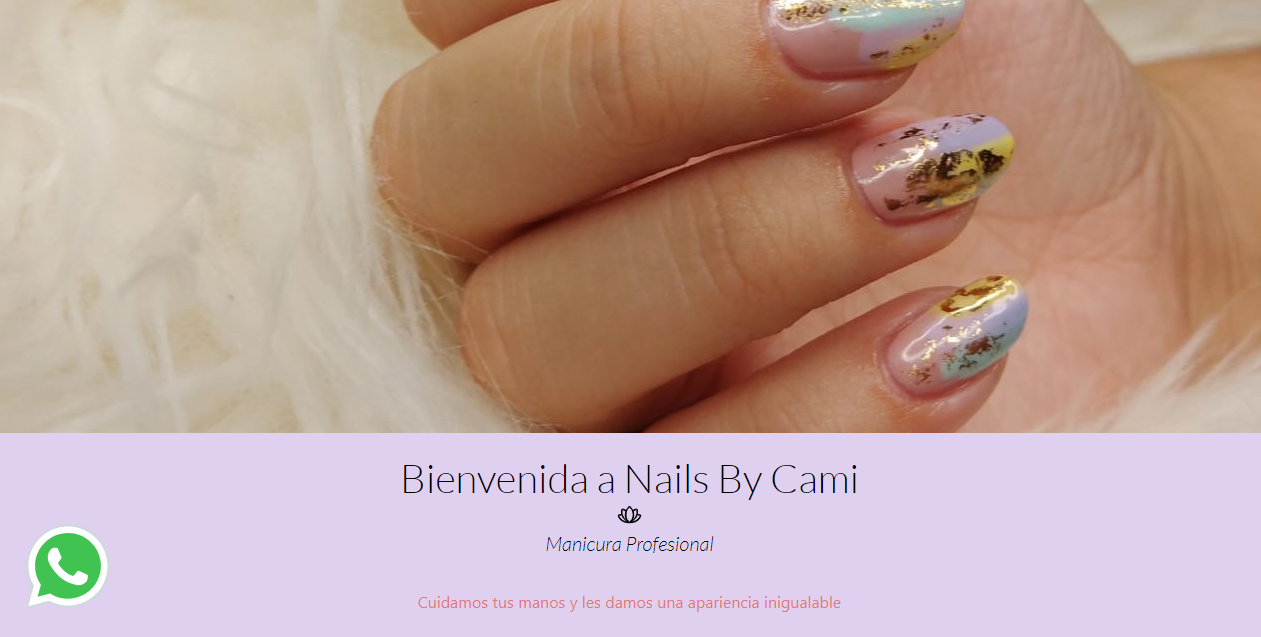 Bienvenida a Nails By Cami
Manicura Profesional
Cuidamos tus manos y les damos una apariencia inigualable